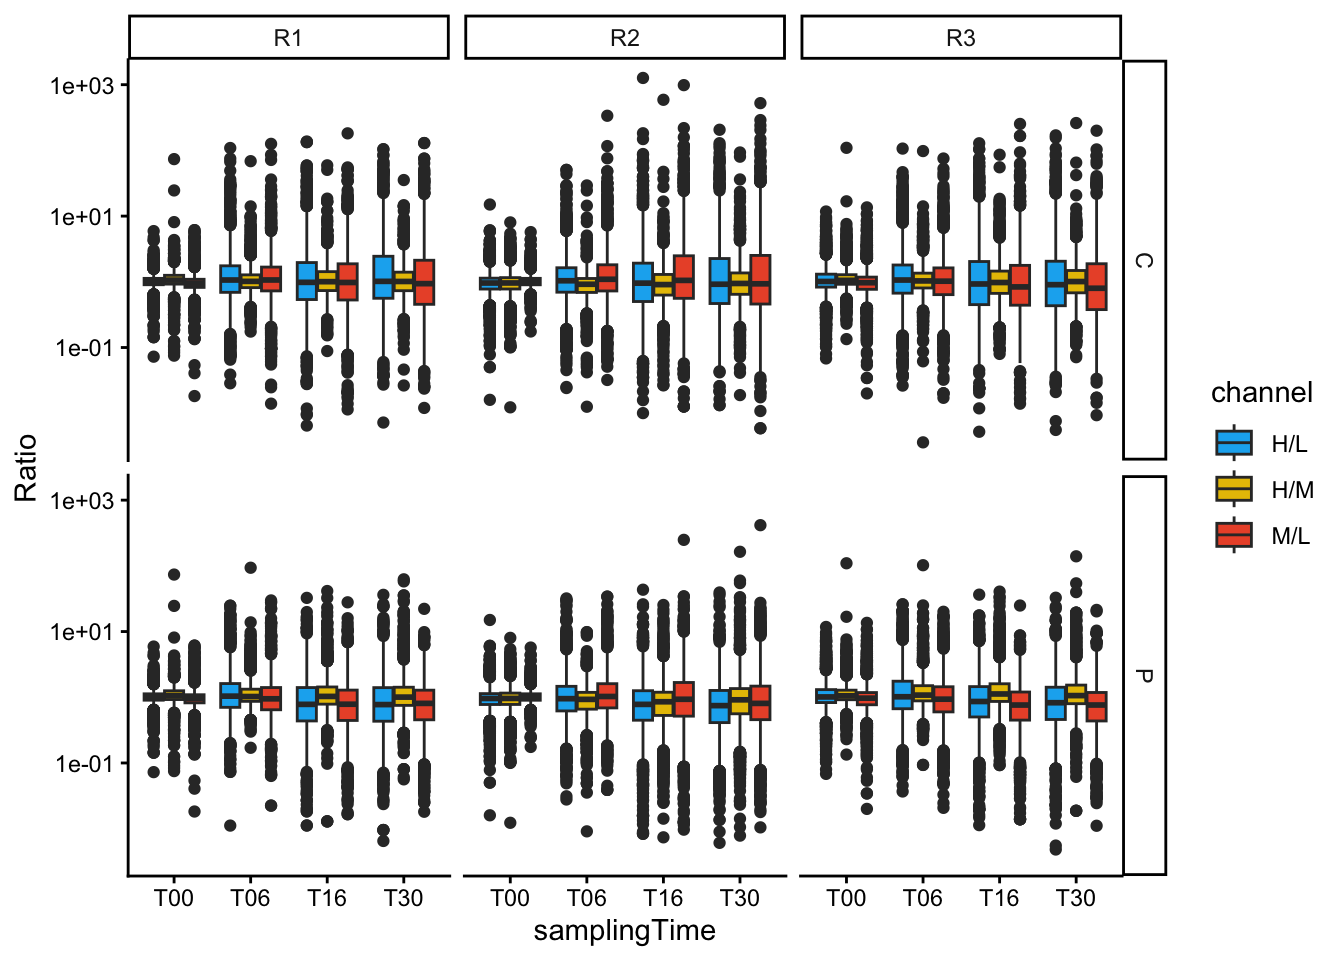 R1 R2 R3
1e+03
1e+01
1e-01
C
1e+03
1e+01
1e-01
P
Ratio
T00 T06 T16 T30 T00 T06 T16 T30 T00 T06 T16 T30
samplingTime
channel
H/L
H/M
M/L